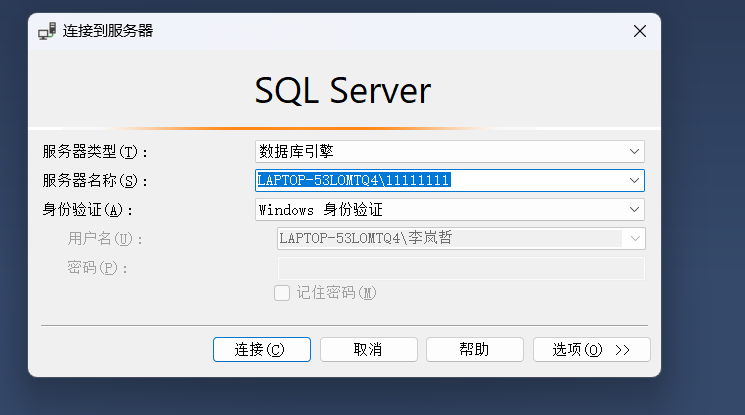 连接到服务器
SQL Server
服务器类型(T): 数据库引擎
服务器名称(S): LAPTOP-53LOMTQ4\11111111
身份验证(A): Windows 身份验证
用户名(U): LAPTOP-53LOMTQ4\李岚哲
密码(P):
记住密码(M)
连接(C) 取消 帮助 选项(O) >>